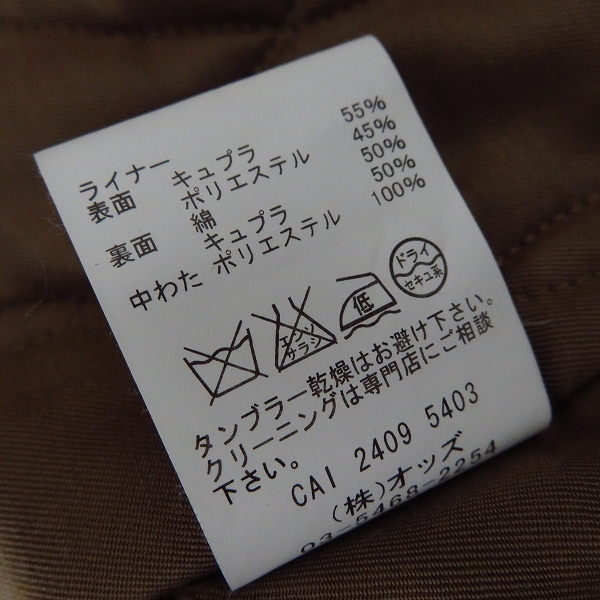 ライナー
表面 キュプラ 55%
ポリエステル 45%
裏面 綿 50%
キュプラ 50%
中わた ポリエステル 100%
エンソ
サラシ
低
ドライ
セキユ系
タンブラー乾燥はお避け下さい。
クリーニングは専門店にご相談
下さい。
CAI 2409 5403
(株)オッズ
03-5468-2254